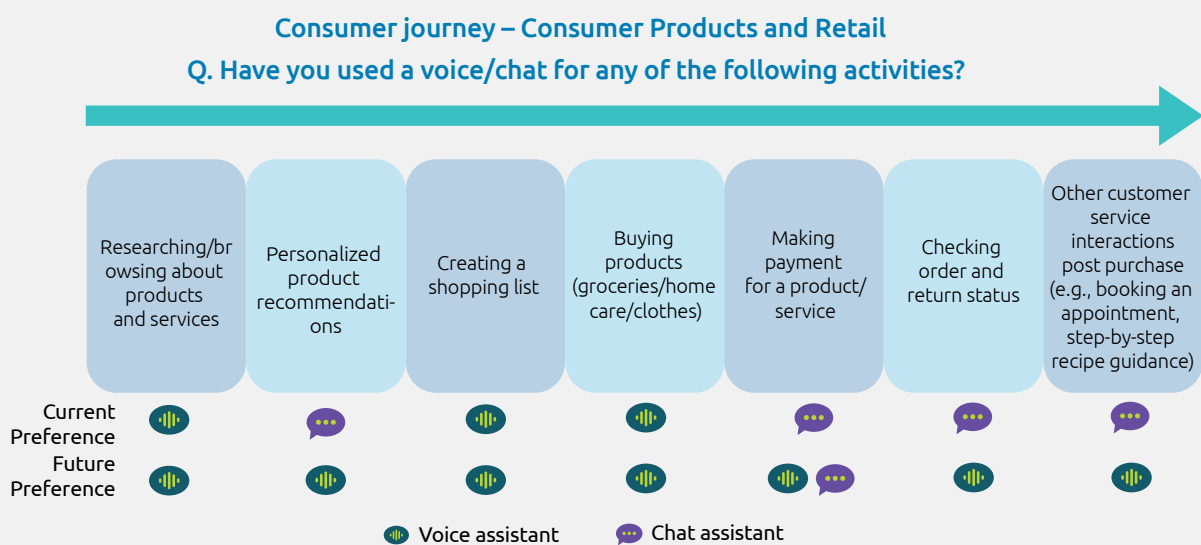 Consumer journey – Consumer Products and Retail
Q. Have you used a voice/chat for any of the following activities?
Researching/br
owsing about
products
and services
Personalized
product
recommendati-
ons
Creating a
shopping list
Buying
products
(groceries/home
care/clothes)
Making
payment
for a product/
service
Checking
order and
return status
Other customer
service
interactions
post purchase
(e.g., booking an
appointment,
step-by-step
recipe guidance)
Current
Preference
Future
Preference
Voice assistant
Chat assistant